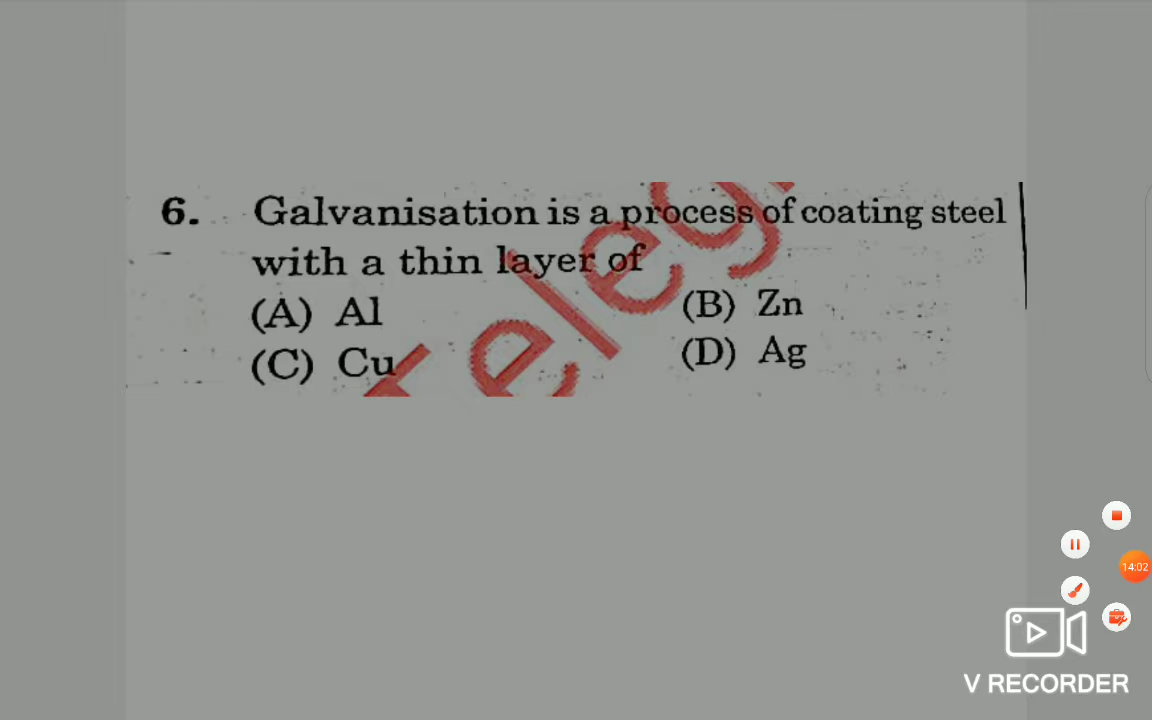 6. Galvanisation is a process of coating steel
with a thin layer of
(A) Al (B) Zn
(C) Cu (D) Ag
14:02
V RECORDER